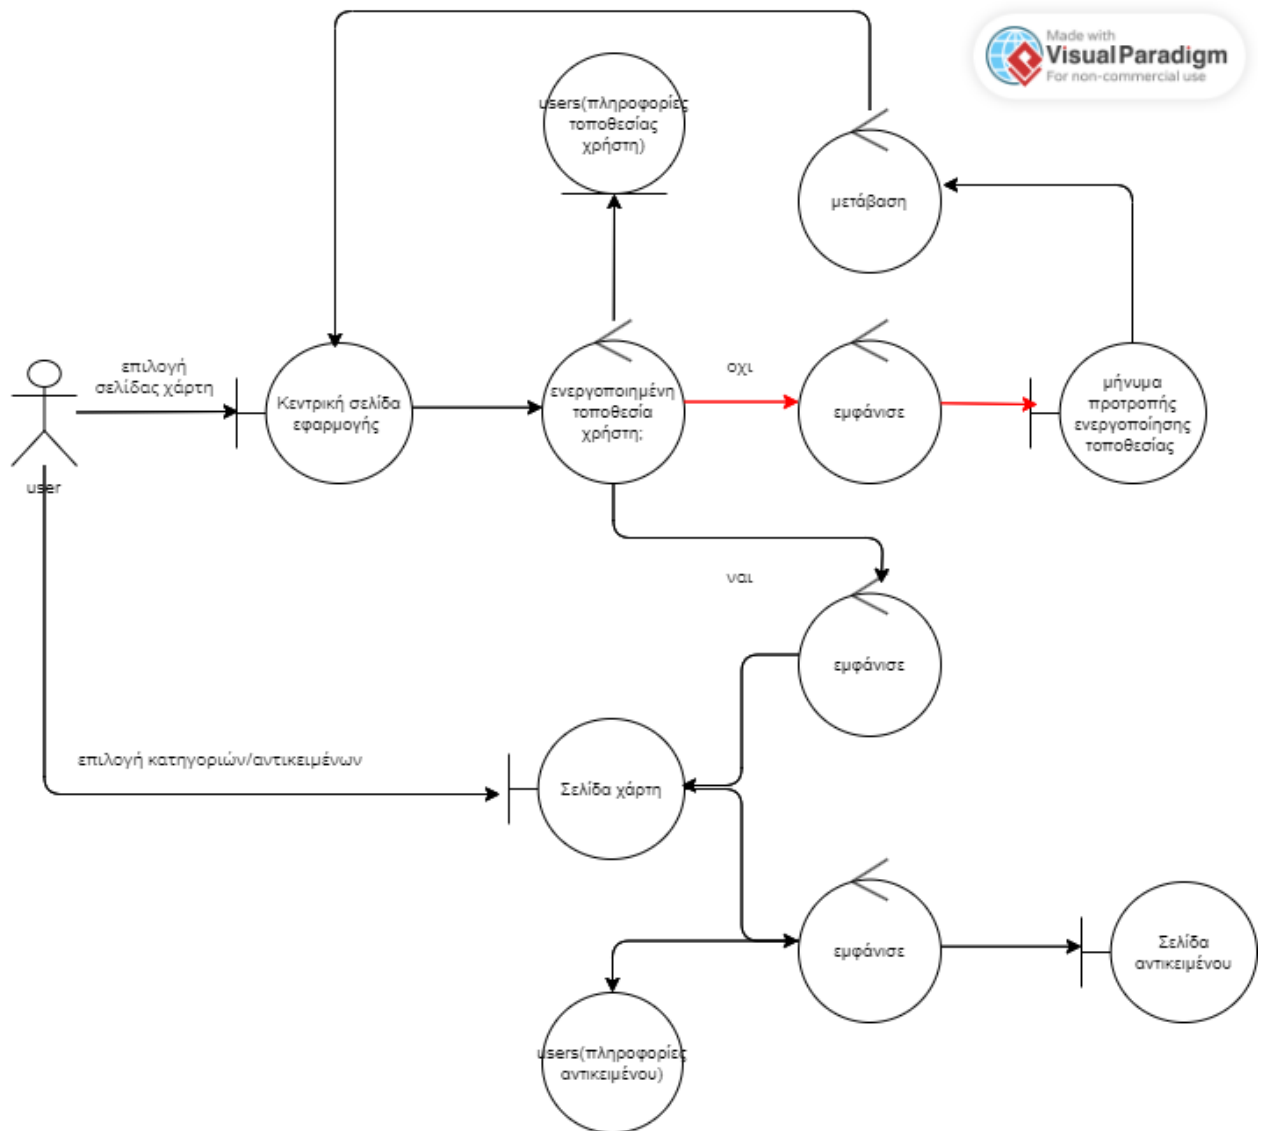 Made with
Visual Paradigm
For non-commercial use
users(πληροφορίες
τοποθεσίας
χρήστη)
μετάβαση
επιλογή
σελίδας χάρτη
Κεντρική σελίδα
εφαρμογής
ενεργοποιημένη
τοποθεσία
χρήστη;
οχι
εμφάνισε
μήνυμα
προτροπής
ενεργοποίησης
τοποθεσίας
user
ναι
εμφάνισε
επιλογή κατηγοριών/αντικειμένων
Σελίδα χάρτη
εμφάνισε
Σελίδα
αντικειμένου
users(πληροφορίες
αντικειμένου)